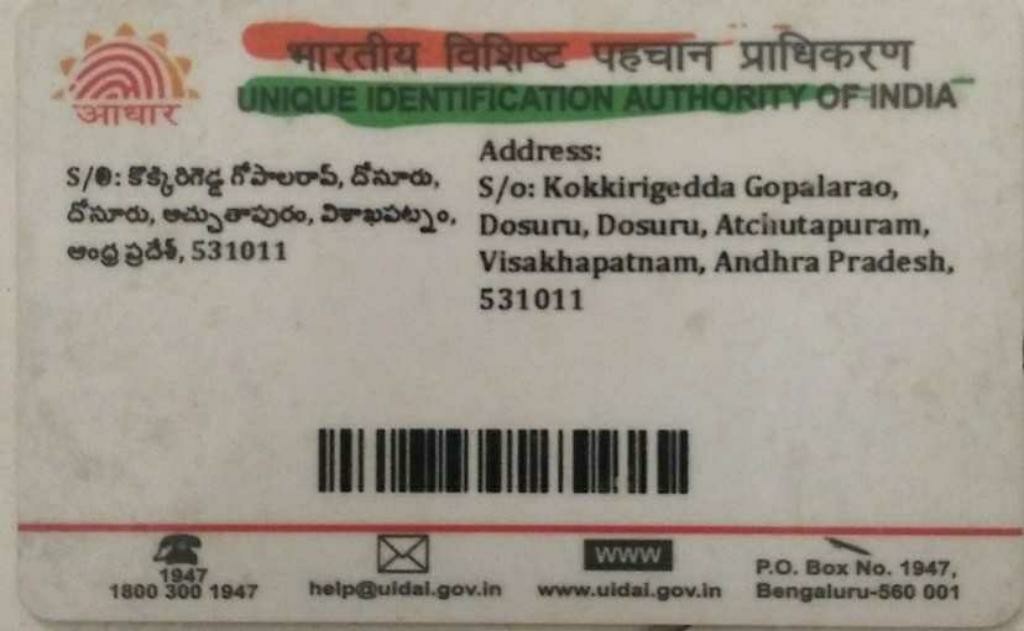 भारतीय विशिष्ट पहचान प्राधिकरण
UNIQUE IDENTIFICATION AUTHORITY OF INDIA
आधार
S/ఆ: కొక్కిరిగెడ్డ గోపాలరావ్, దోసూరు,
దోసూరు, అచ్చుతాపురం, విశాఖపట్నం,
ఆంధ్ర ప్రదేశ్, 531011
Address:
S/o: Kokkirigedda Gopalarao,
Dosuru, Dosuru, Atchutapuram,
Visakhapatnam, Andhra Pradesh,
531011
1947
1800 300 1947
help@uidai.gov.in
www
www.uidai.gov.in
P.O. Box No. 1947,
Bengaluru-560 001